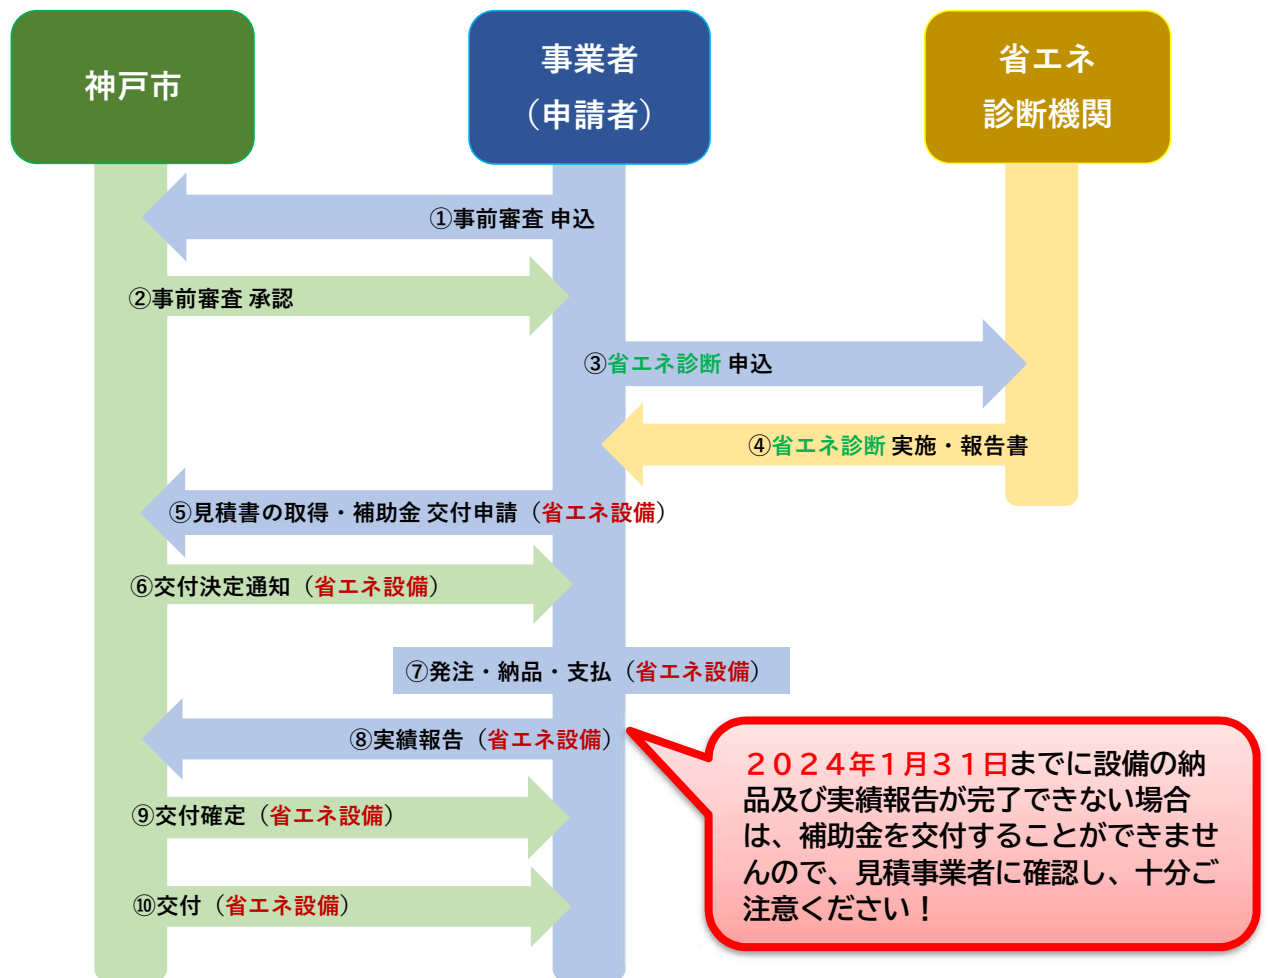 神戸市
事業者
（申請者）
省エネ
診断機関
①事前審査 申込
②事前審査 承認
③省エネ診断 申込
④省エネ診断 実施・報告書
⑤見積書の取得・補助金 交付申請（省エネ設備）
⑥交付決定通知（省エネ設備）
⑦発注・納品・支払（省エネ設備）
⑧実績報告（省エネ設備）
２０２４年１月３１日までに設備の納
品及び実績報告が完了できない場合
は、補助金を交付することができませ
んので、見積事業者に確認し、十分ご
注意ください！
⑨交付確定（省エネ設備）
⑩交付（省エネ設備）